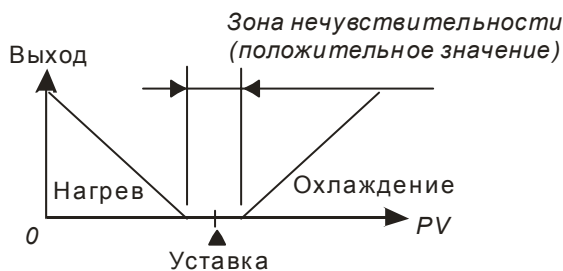 Зона нечувствительности
(положительное значение)
Выход
Нагрев
Охлаждение
0
PV
Уставка